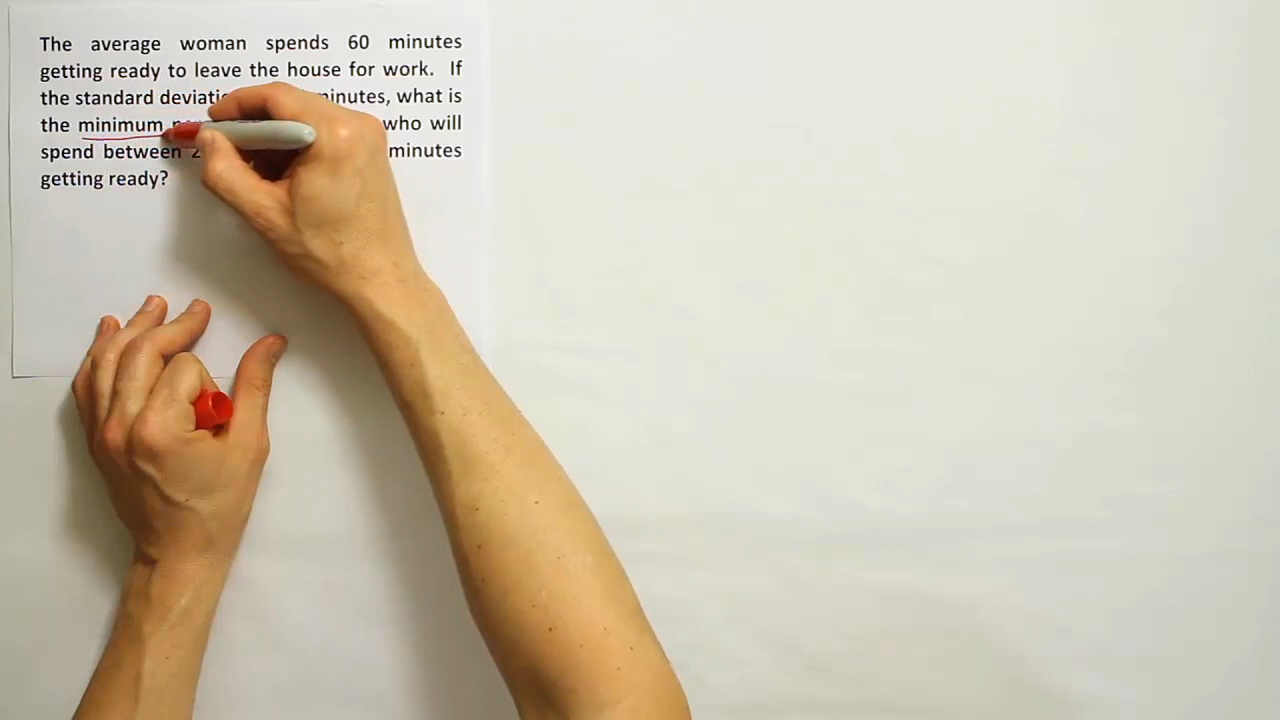 The average woman spends 60 minutes
getting ready to leave the house for work. If
the standard minutes, what is
the minimum who will
spend between minutes
getting ready?